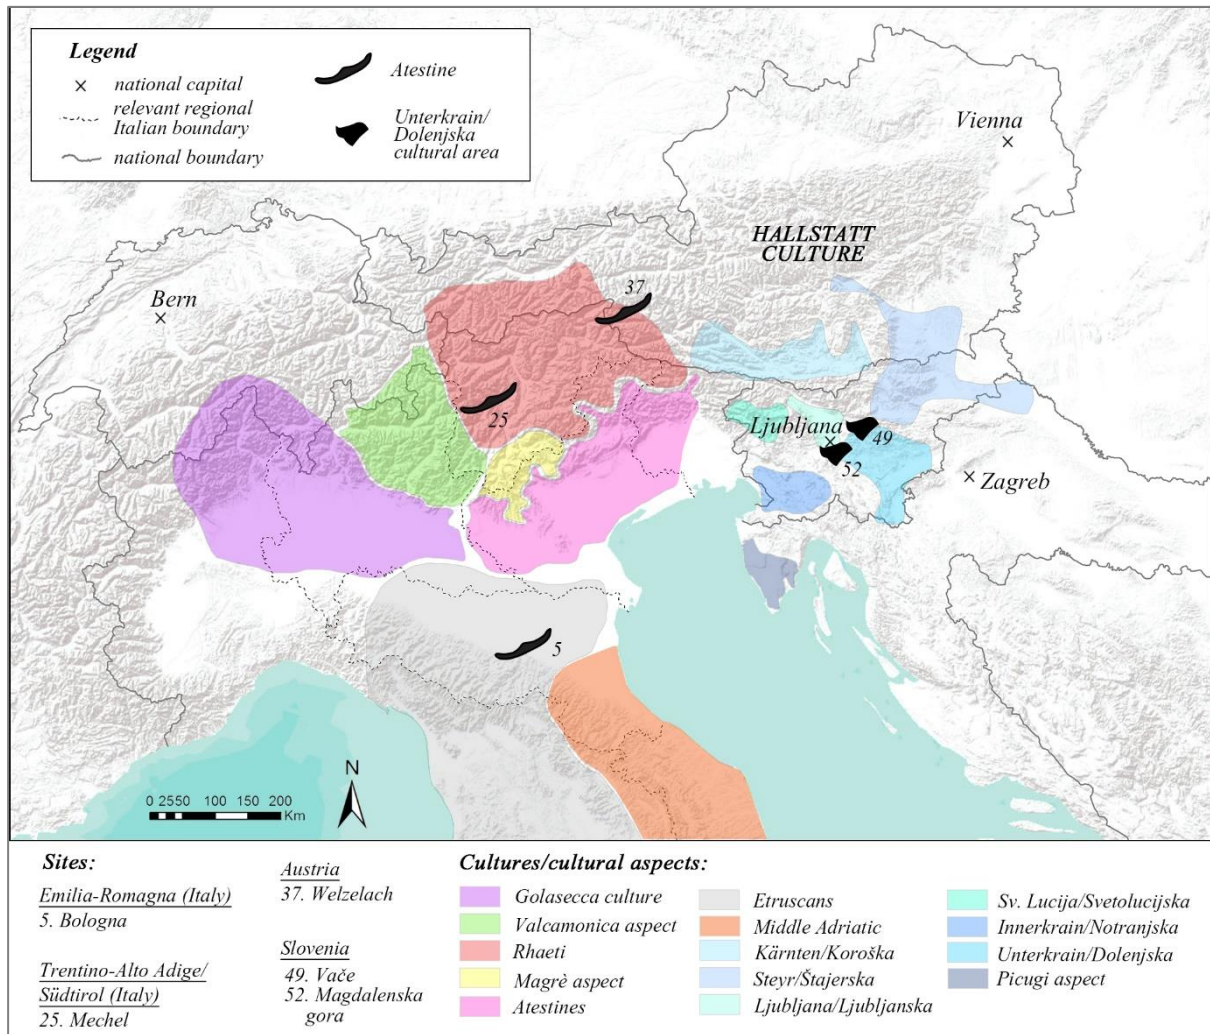 Legend
national capital
relevant regional
Italian boundary
national boundary
Atestine
Unterkrain/
Dolenjska
cultural area
Vienna
HALLSTATT
CULTURE
Bern
37
25
Ljubljana
49
52
Zagreb
5
N
0 25 50 100 150 200
Km
Sites:
Emilia-Romagna (Italy)
5. Bologna
Trentino-Alto Adige/
Südtirol (Italy)
25. Mechel
Austria
37. Welzelach
Slovenia
49. Vače
52. Magdalenska
gora
Cultures/cultural aspects:
Golasecca culture
Valcamonica aspect
Rhaeti
Magrè aspect
Atestines
Etruscans
Middle Adriatic
Kärnten/Koroška
Steyr/Štajerska
Ljubljana/Ljubljanska
Sv. Lucija/Svetolucijska
Innerkrain/Notranjska
Unterkrain/Dolenjska
Picugi aspect